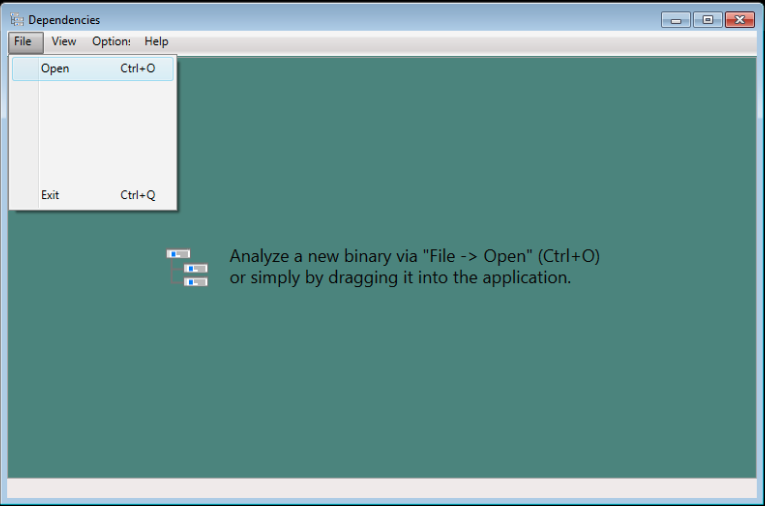 Dependencies
File View Options Help
Open Ctrl+O
Exit Ctrl+Q
Analyze a new binary via "File -> Open" (Ctrl+O)
or simply by dragging it into the application.